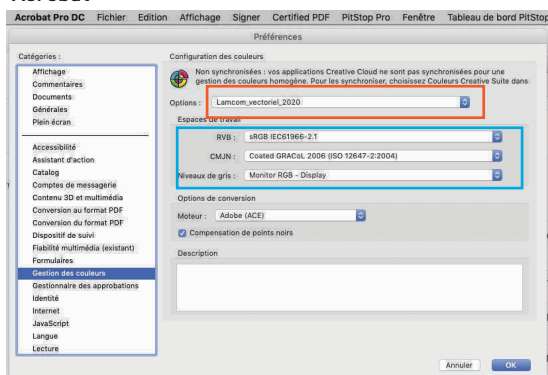 Acrobat Pro DC Fichier Edition Affichage Signer Certified PDF PitStop Pro Fenêtre Tableau de bord PitStop
Préférences
Catégories :
Affichage
Commentaires
Documents
Générales
Plein écran
Accessibilité
Assistant d'action
Catalog
Comptes de messagerie
Contenu 3D et multimédia
Conversion au format PDF
Conversion du format PDF
Dispositif de suivi
Fiabilité multimédia (existant)
Formulaires
Gestion des couleurs
Gestionnaire des approbations
Identité
Internet
JavaScript
Langue
Lecture
Configuration des couleurs
Non synchronisées : vos applications Creative Cloud ne sont pas synchronisées pour une
gestion des couleurs homogène. Pour les synchroniser, choisissez Couleurs Creative Suite dans
Options : Lamcom_vectoriel_2020
Espaces de travail
RVB : sRGB IEC61966-2.1
CMJN : Coated GRACoL 2006 (ISO 12647-2:2004)
Niveaux de gris : Monitor RGB - Display
Options de conversion
Moteur : Adobe (ACE)
Compensation de points noirs
Description
Annuler OK